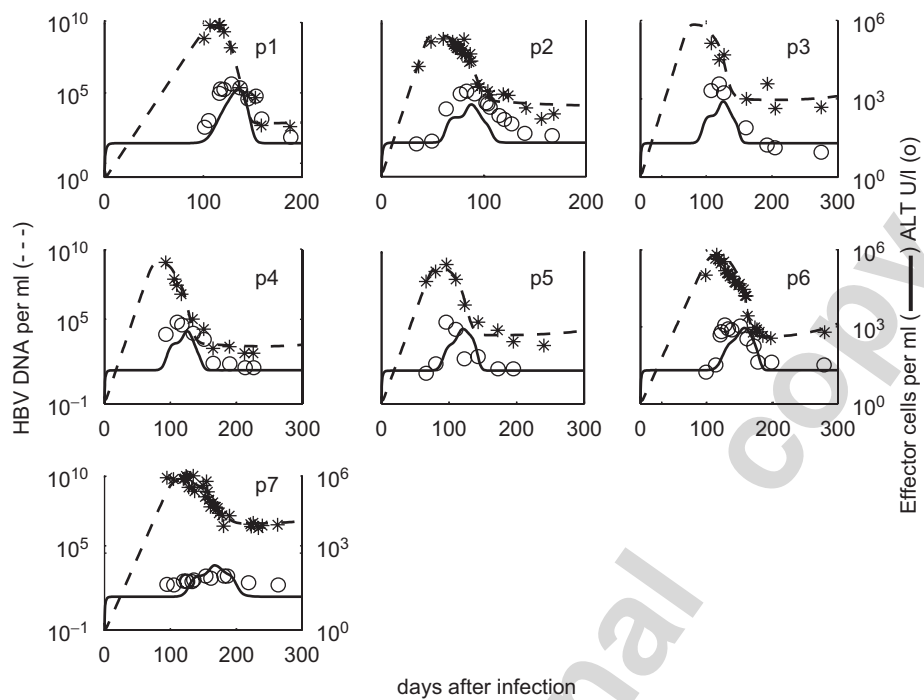 10^10
p1
p2
p3
10^6
10^5
10^3
10^0
10^0
0 100 200
0 100 200
0 100 200 300
10^10
p4
p5
p6
10^6
10^5
10^3
10^-1
10^0
0 100 200 300
0 100 200 300
0 100 200 300
10^10
p7
10^6
10^5
10^3
10^-1
10^0
0 100 200 300
HBV DNA per ml (- - -)
Effector cells per ml (—) ALT U/l (o)
days after infection
copy
nal